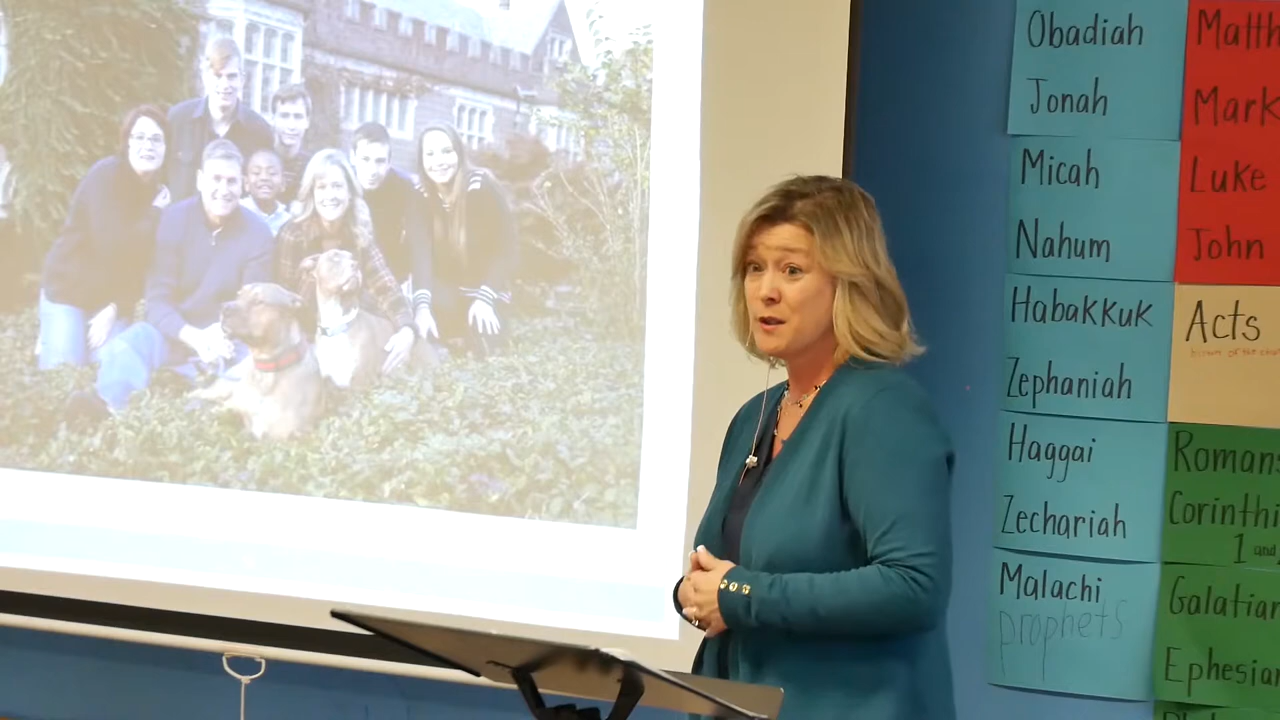 Obadiah
Jonah
Micah
Nahum
Habakkuk
Zephaniah
Haggai
Zechariah
Malachi
prophets
Matth
Mark
Luke
John
Acts
Romans
Corinthi
1 and
Galatian
Ephesian